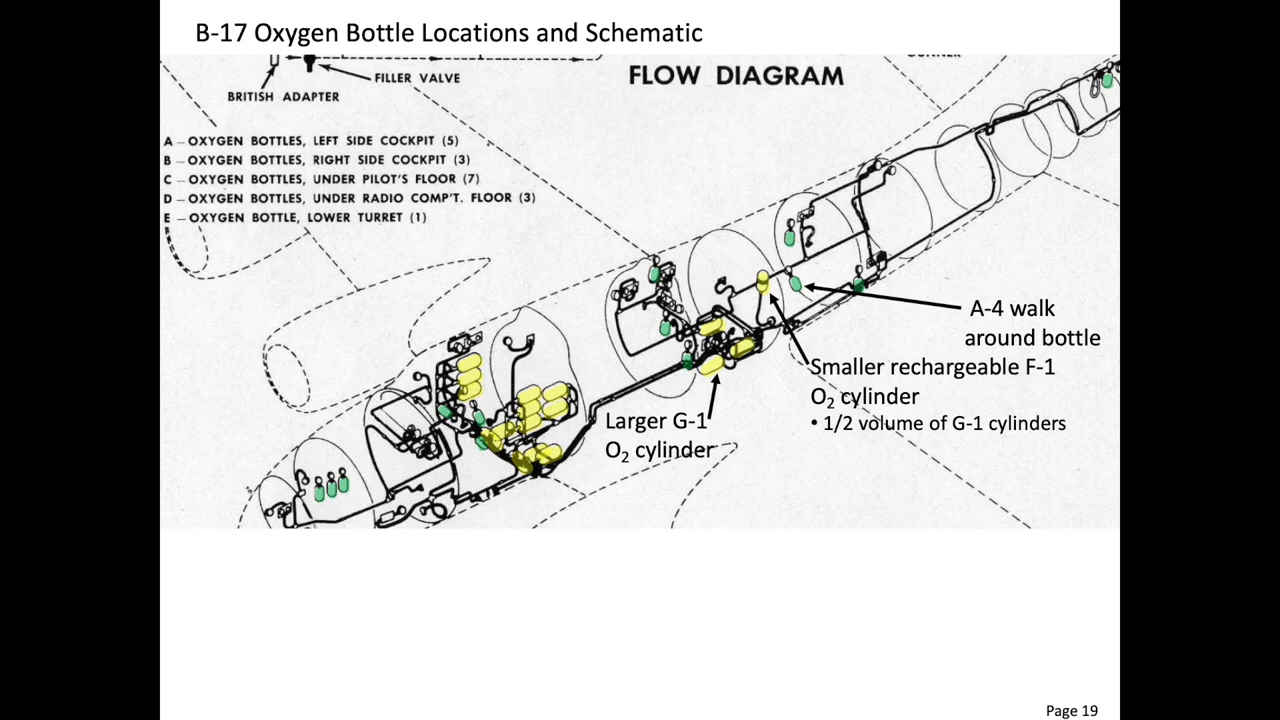 B-17 Oxygen Bottle Locations and Schematic
FILLER VALVE
BRITISH ADAPTER
FLOW DIAGRAM
A – OXYGEN BOTTLES, LEFT SIDE COCKPIT (5)
B – OXYGEN BOTTLES, RIGHT SIDE COCKPIT (3)
C – OXYGEN BOTTLES, UNDER PILOT'S FLOOR (7)
D – OXYGEN BOTTLES, UNDER RADIO COMP'T. FLOOR (3)
E – OXYGEN BOTTLE, LOWER TURRET (1)
A-4 walk
around bottle
Smaller rechargeable F-1
O₂ cylinder
• 1/2 volume of G-1 cylinders
Larger G-1
O₂ cylinder
Page 19